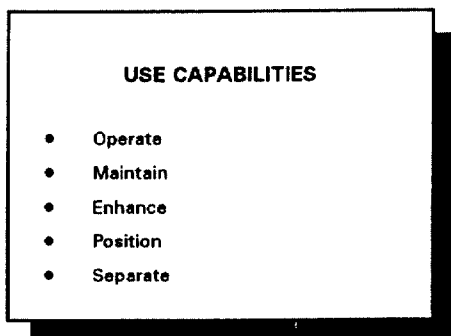 USE CAPABILITIES
• Operate
• Maintain
• Enhance
• Position
• Separate